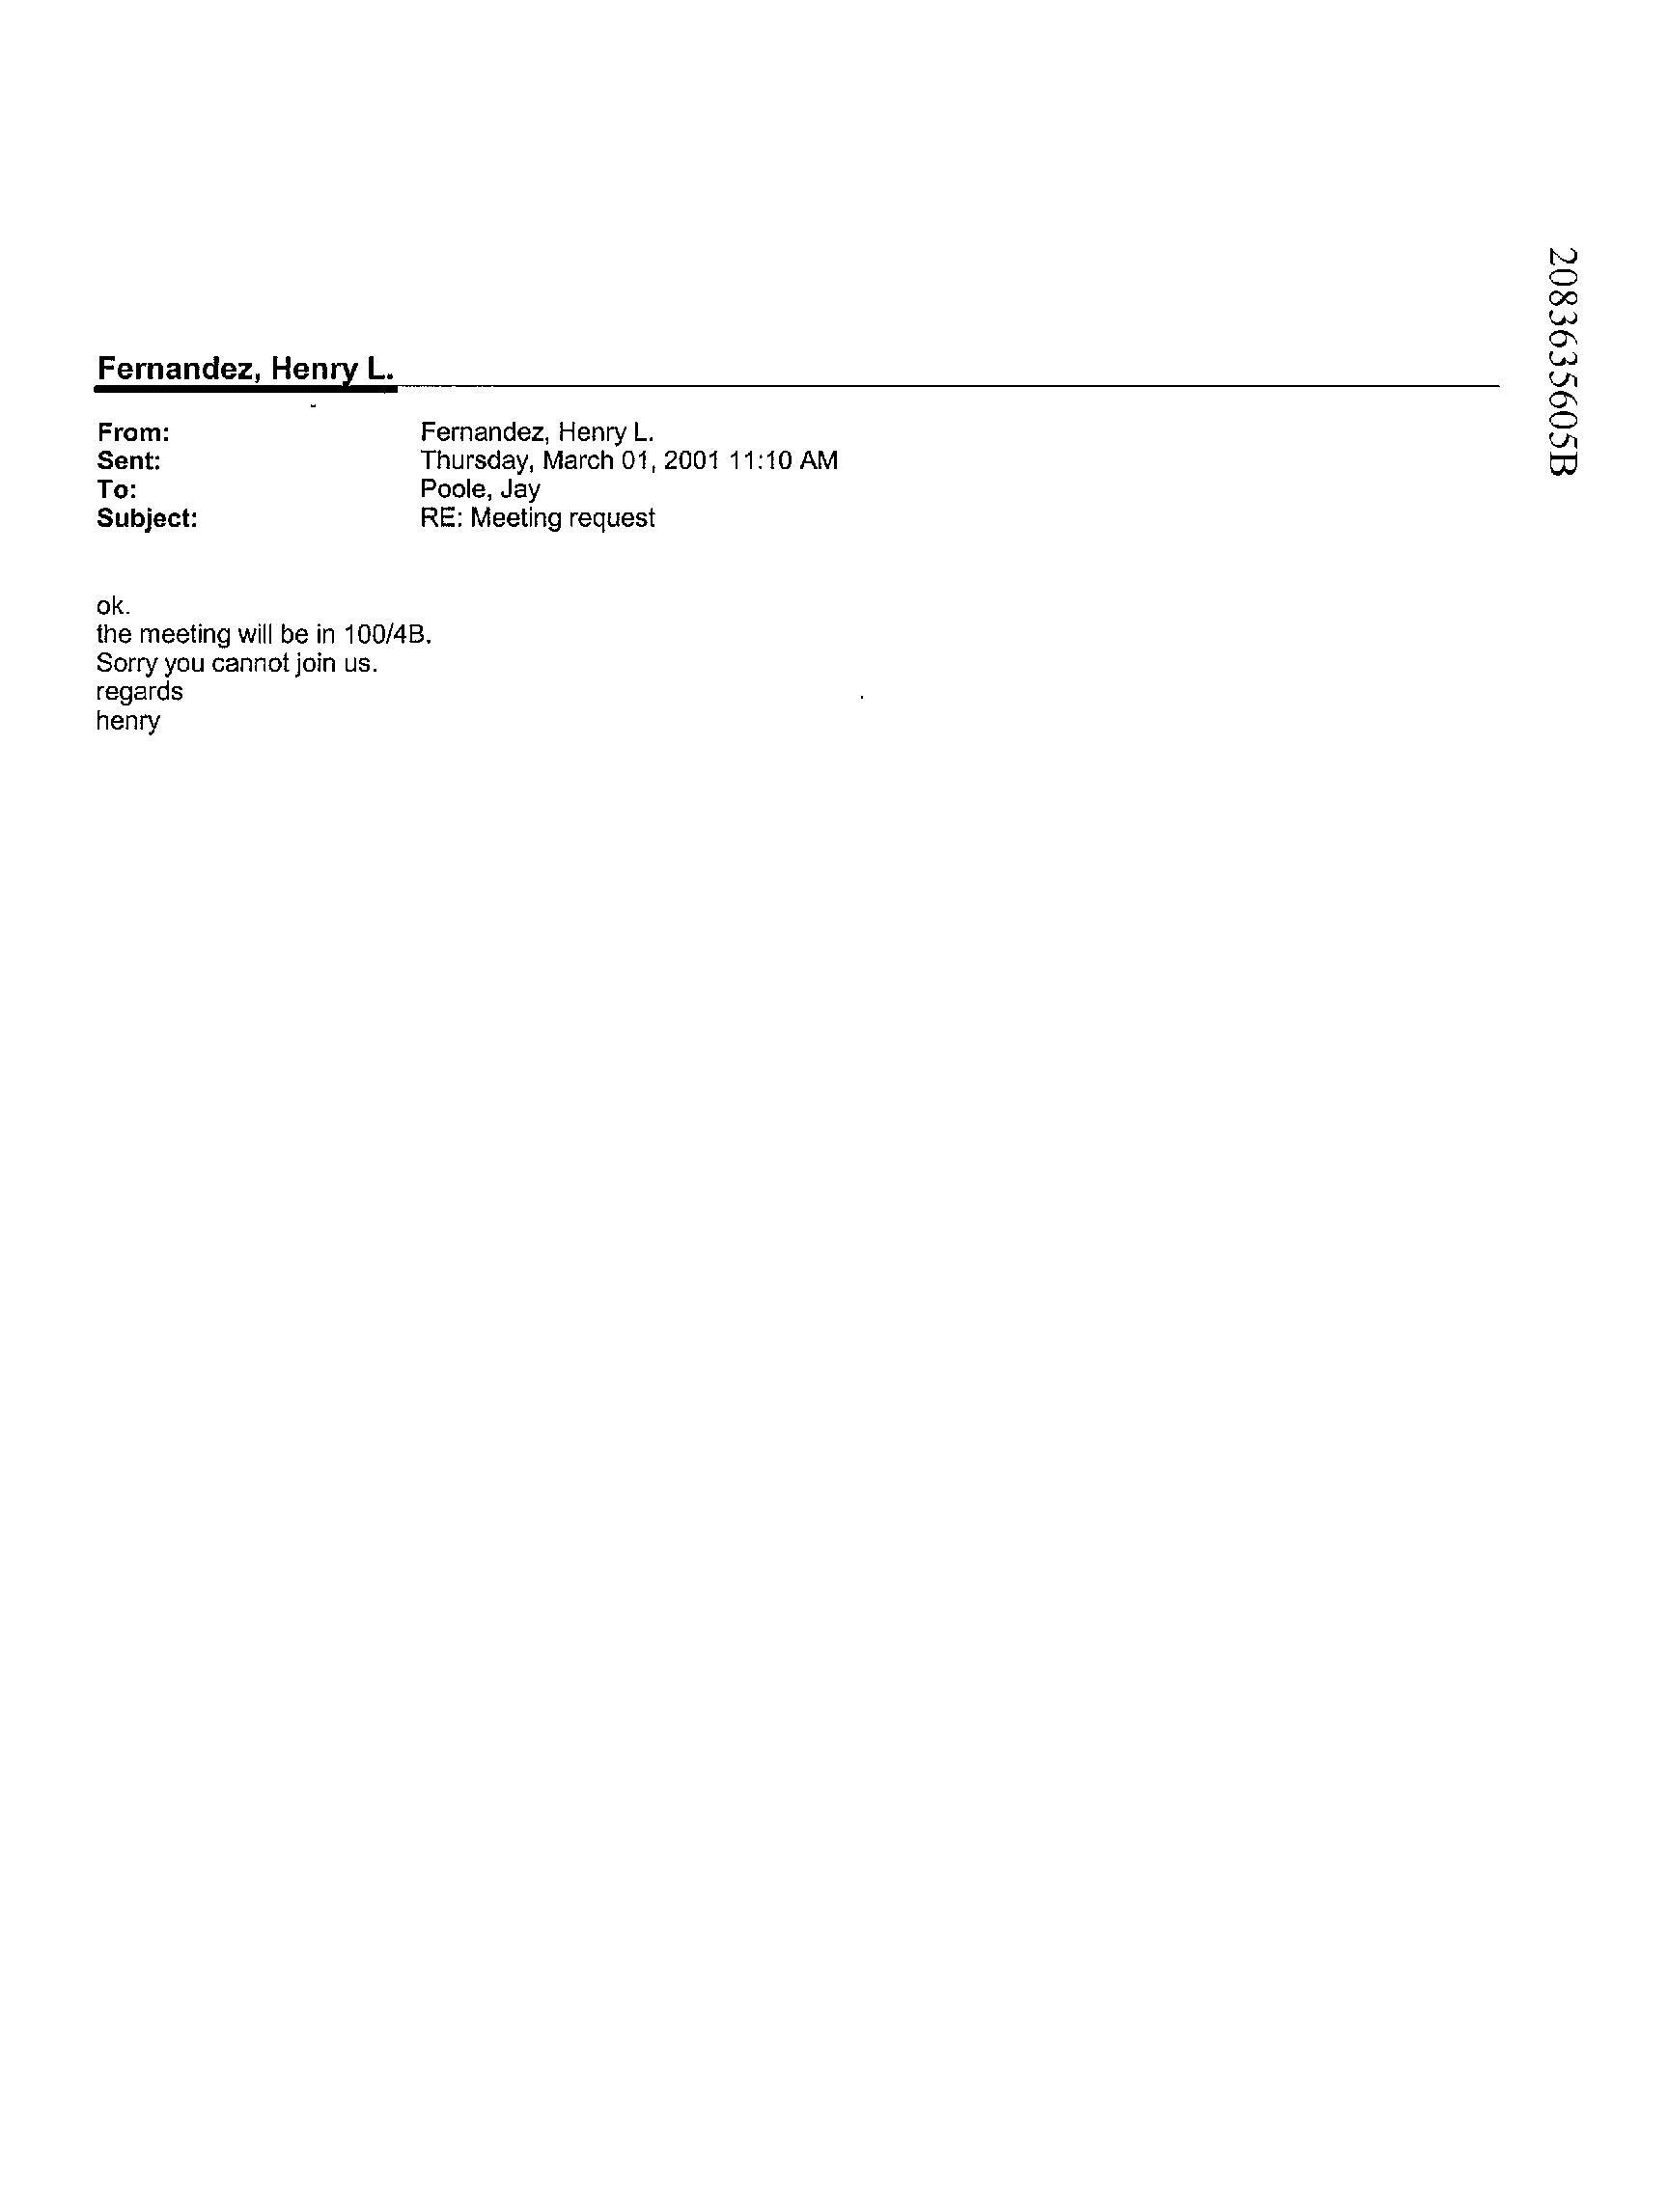 Fernandez, Henry L.
From: Fernandez, Henry L.
Sent: Thursday, March 01, 2001 11:10 AM
To: Poole, Jay
Subject: RE: Meeting request
ok.
the meeting will be in 100/4B.
Sorry you cannot join us.
regards
henry
2083635605B